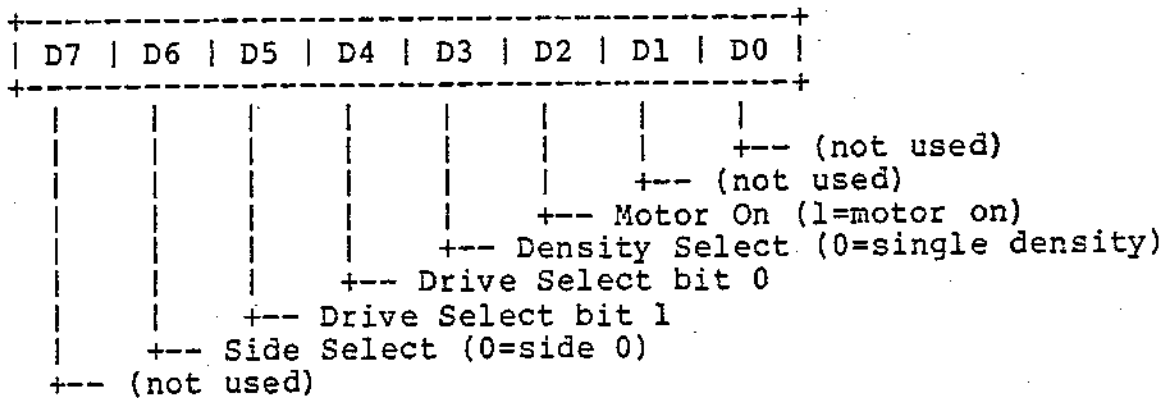 | D7 | D6 | D5 | D4 | D3 | D2 | D1 | D0 |
+-- (not used)
+-- (not used)
+-- Motor On (1=motor on)
+-- Density Select (0=single density)
+-- Drive Select bit 0
+-- Drive Select bit 1
+-- Side Select (0=side 0)
+-- (not used)